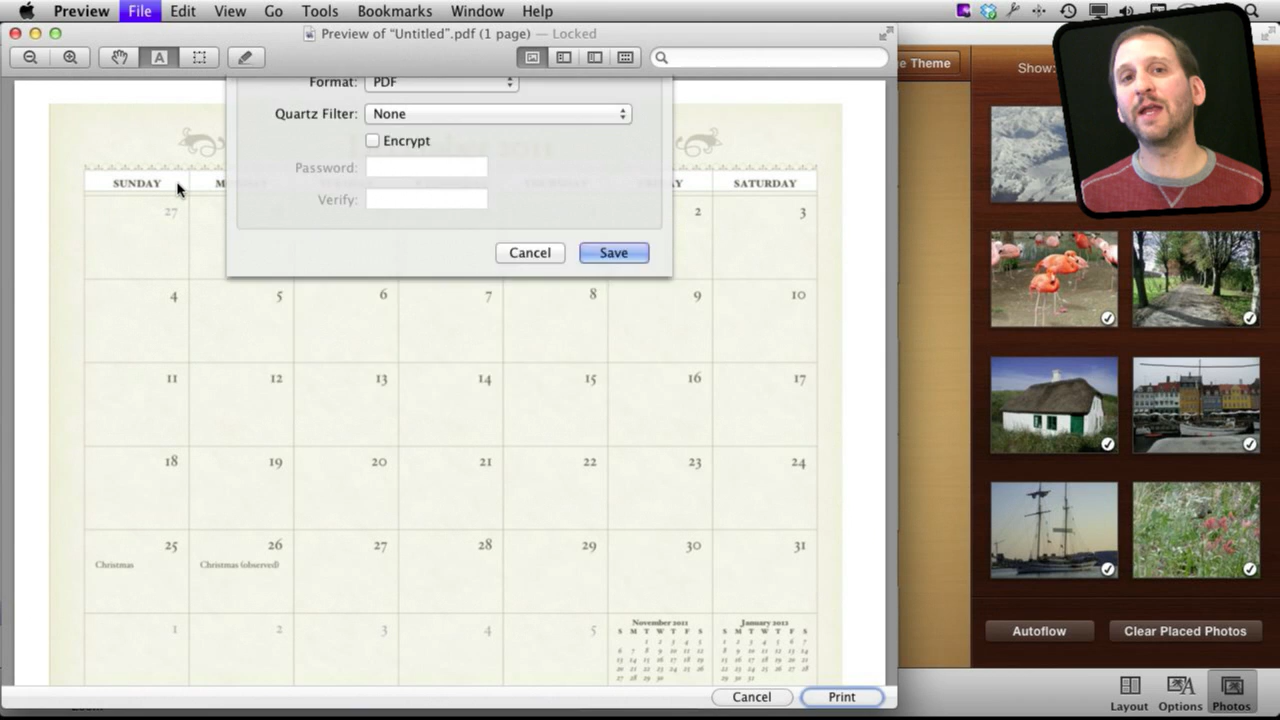 Preview File Edit View Go Tools Bookmarks Window Help
Preview of “Untitled”.pdf (1 page) — Locked
Theme
Show:
Format: PDF
Quartz Filter: None
Encrypt
Password:
Verify:
Cancel Save
SUNDAY SATURDAY
27 2 3
4 5 6 7 8 9 10
11 12 13 14 15 16 17
18 19 20 21 22 23 24
25 26 27 28 29 30 31
Christmas Christmas (observed)
1 2 3 4 5
November 2011 January 2012
S M T W T F S S M T W T F S
Autoflow Clear Placed Photos
Cancel Print
Layout Options Photos